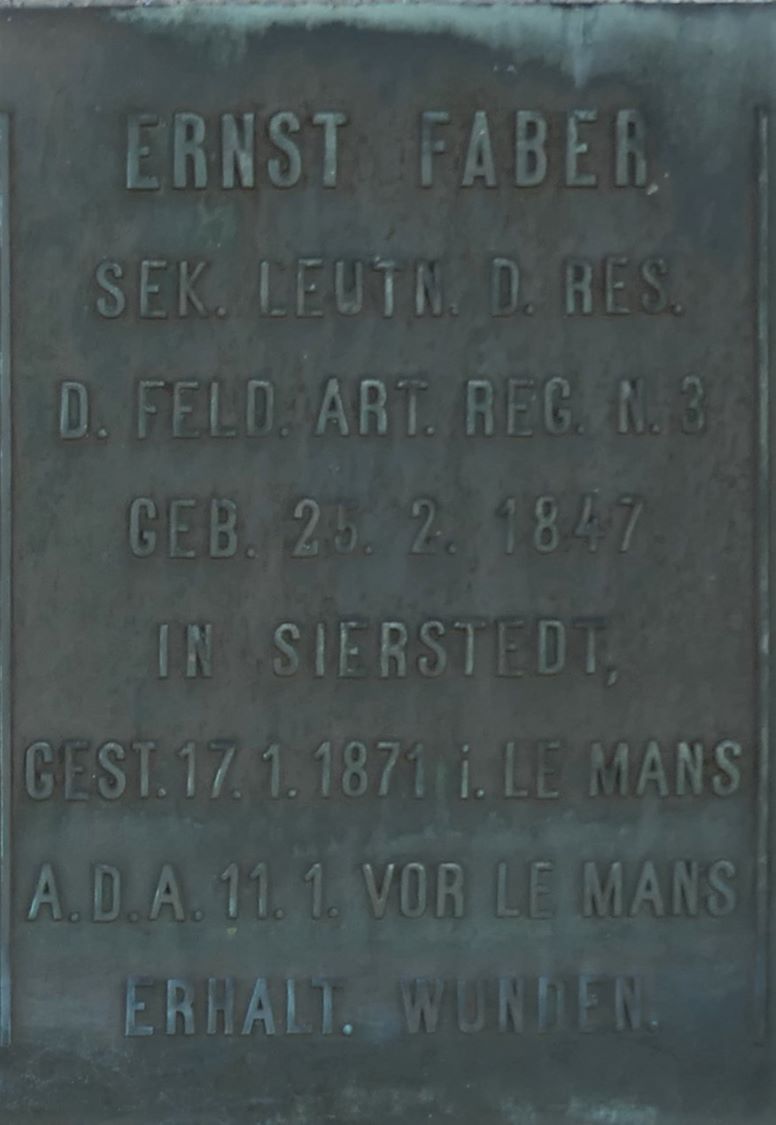 ERNST FABER
SEK. LEUTN. D. RES.
D. FELD. ART. REG. N. 3
GEB. 25. 2. 1847
IN SIERSTEDT,
GEST. 17. 1. 1871 i. LE MANS
A.D.A. 11. 1. VOR LE MANS
ERHALT. WUNDEN.